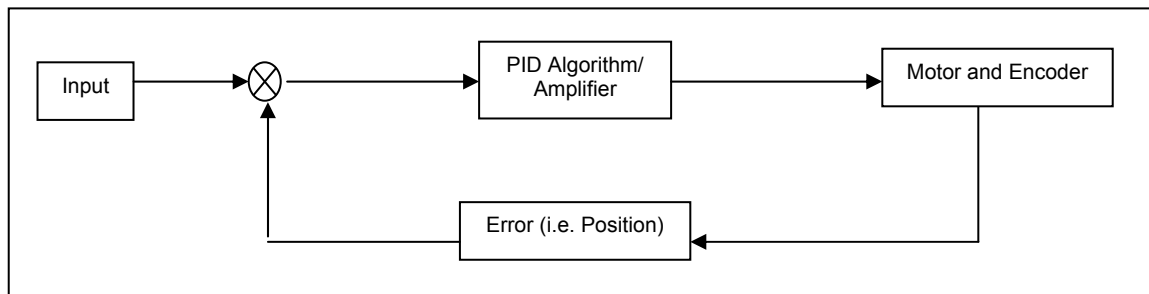 Input
PID Algorithm/
Amplifier
Motor and Encoder
Error (i.e. Position)